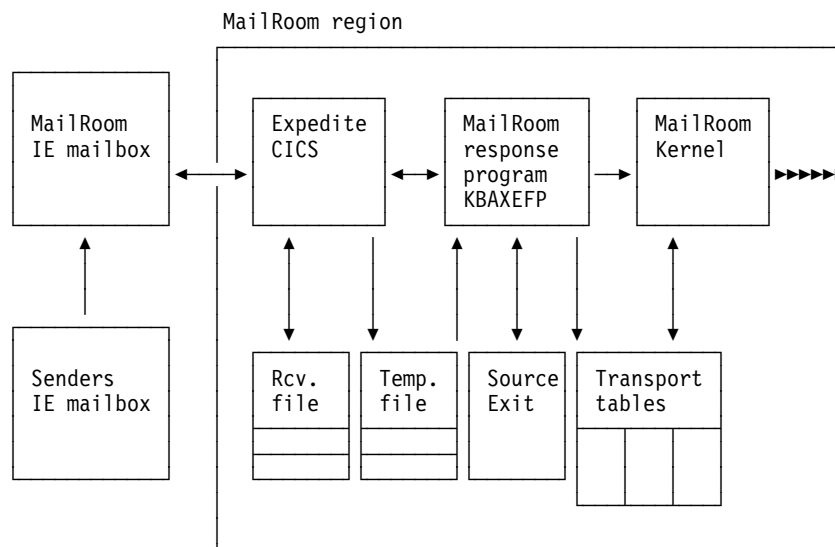 MailRoom region
MailRoom
IE mailbox
Expedite
CICS
MailRoom
response
program
KBAXEFP
MailRoom
Kernel
Senders
IE mailbox
Rcv.
file
Temp.
file
Source
Exit
Transport
tables